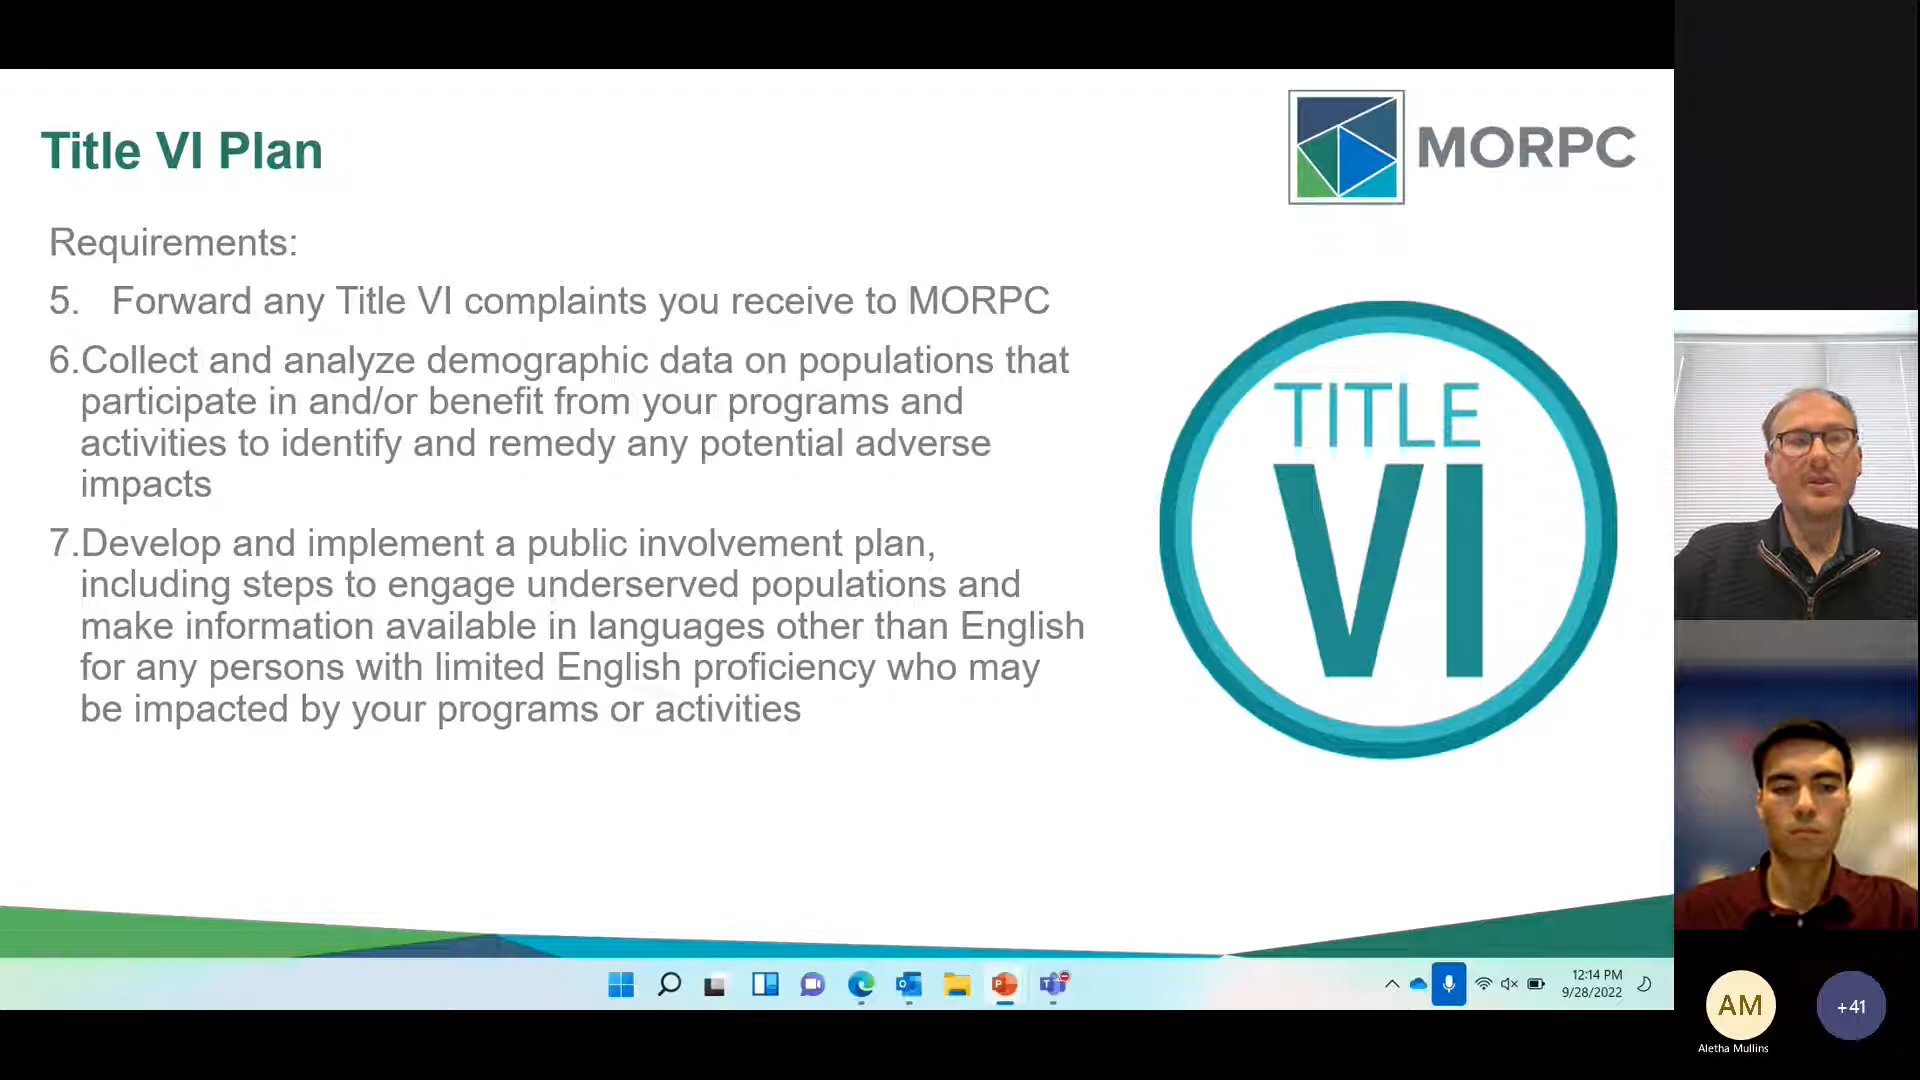 Title VI Plan
MORPC
Requirements:
5. Forward any Title VI complaints you receive to MORPC
6.Collect and analyze demographic data on populations that
participate in and/or benefit from your programs and
activities to identify and remedy any potential adverse
impacts
7.Develop and implement a public involvement plan,
including steps to engage underserved populations and
make information available in languages other than English
for any persons with limited English proficiency who may
be impacted by your programs or activities
TITLE
VI
12:14 PM
9/28/2022
AM
Aletha Mullins
+41